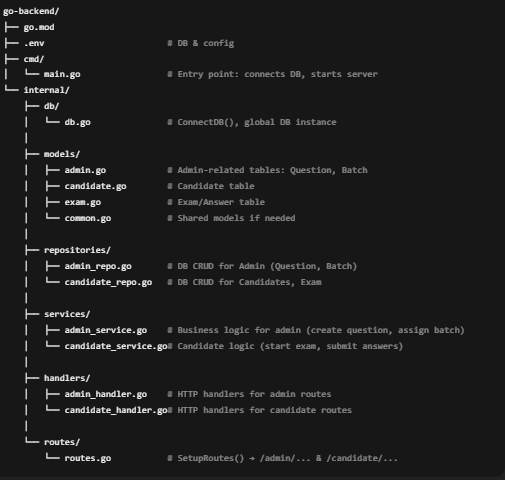 go-backend/
├── go.mod
├── .env                        # DB & config
├── cmd/
│   └── main.go                 # Entry point: connects DB, starts server
└── internal/
    ├── db/
    │   └── db.go               # ConnectDB(), global DB instance
    │
    ├── models/
    │   ├── admin.go            # Admin-related tables: Question, Batch
    │   ├── candidate.go        # Candidate table
    │   ├── exam.go             # Exam/Answer table
    │   └── common.go           # Shared models if needed
    │
    ├── repositories/
    │   ├── admin_repo.go       # DB CRUD for Admin (Question, Batch)
    │   └── candidate_repo.go   # DB CRUD for Candidates, Exam
    │
    ├── services/
    │   ├── admin_service.go    # Business logic for admin (create question, assign batch)
    │   └── candidate_service.go# Candidate logic (start exam, submit answers)
    │
    ├── handlers/
    │   ├── admin_handler.go    # HTTP handlers for admin routes
    │   └── candidate_handler.go# HTTP handlers for candidate routes
    │
    └── routes/
        └── routes.go           # SetupRoutes() → /admin/... & /candidate/...